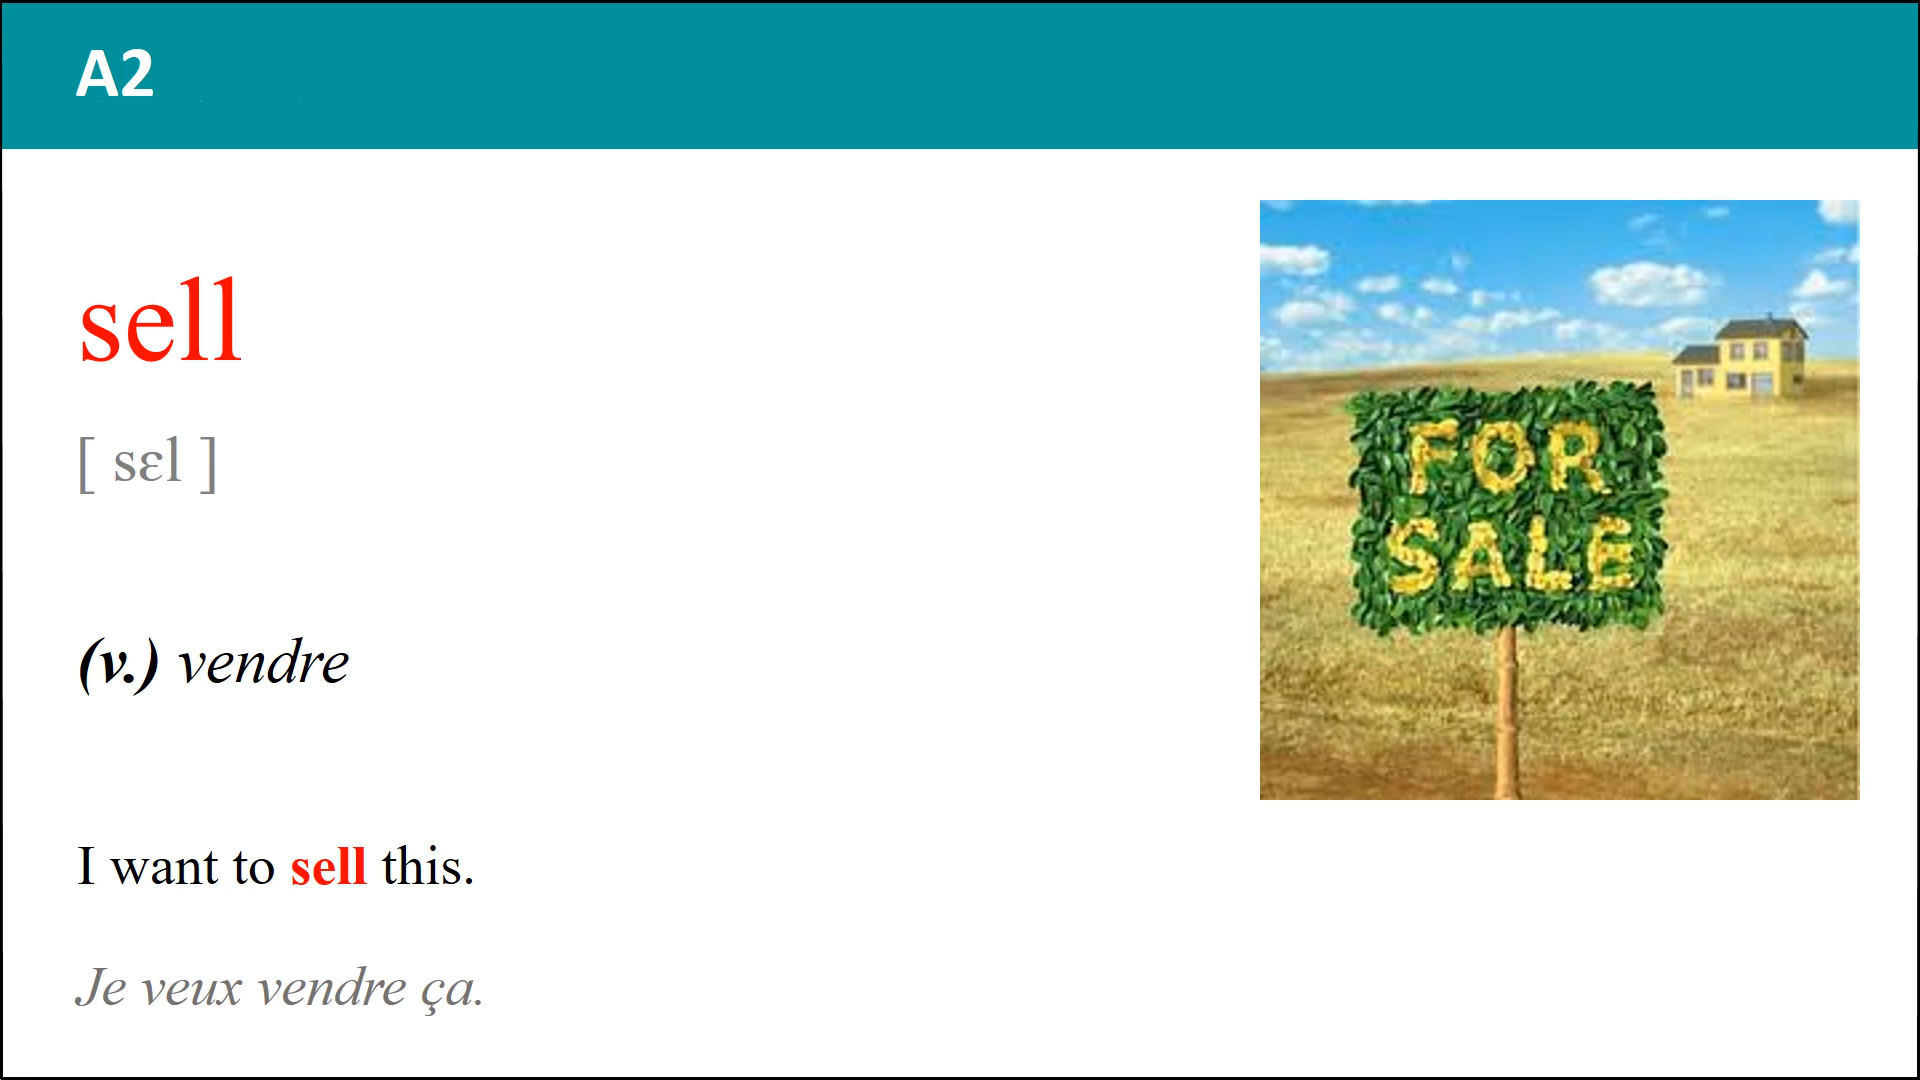 A2
sell
[ sɛl ]
(v.) vendre
I want to sell this.
Je veux vendre ça.
FOR
SALE